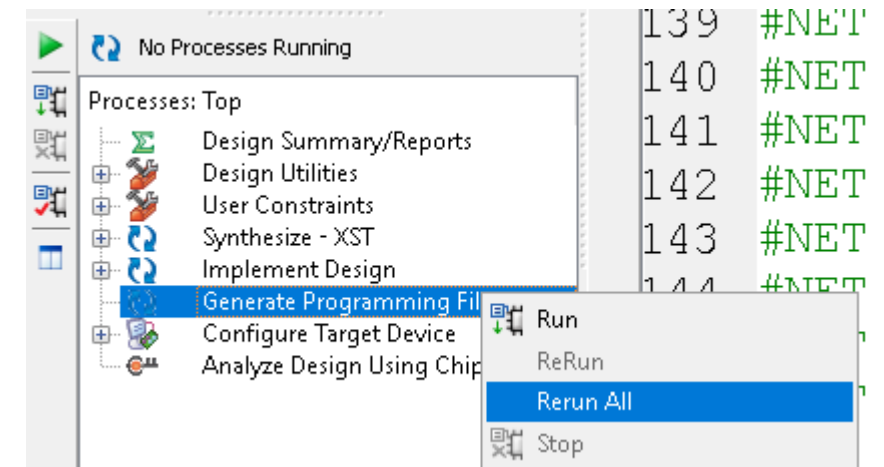 No Processes Running
Processes: Top
Design Summary/Reports
Design Utilities
User Constraints
Synthesize - XST
Implement Design
Generate Programming Fil
Configure Target Device
Analyze Design Using Chip
Run
ReRun
Rerun All
Stop
139 #NET
140 #NET
141 #NET
142 #NET
143 #NET
144 #NET